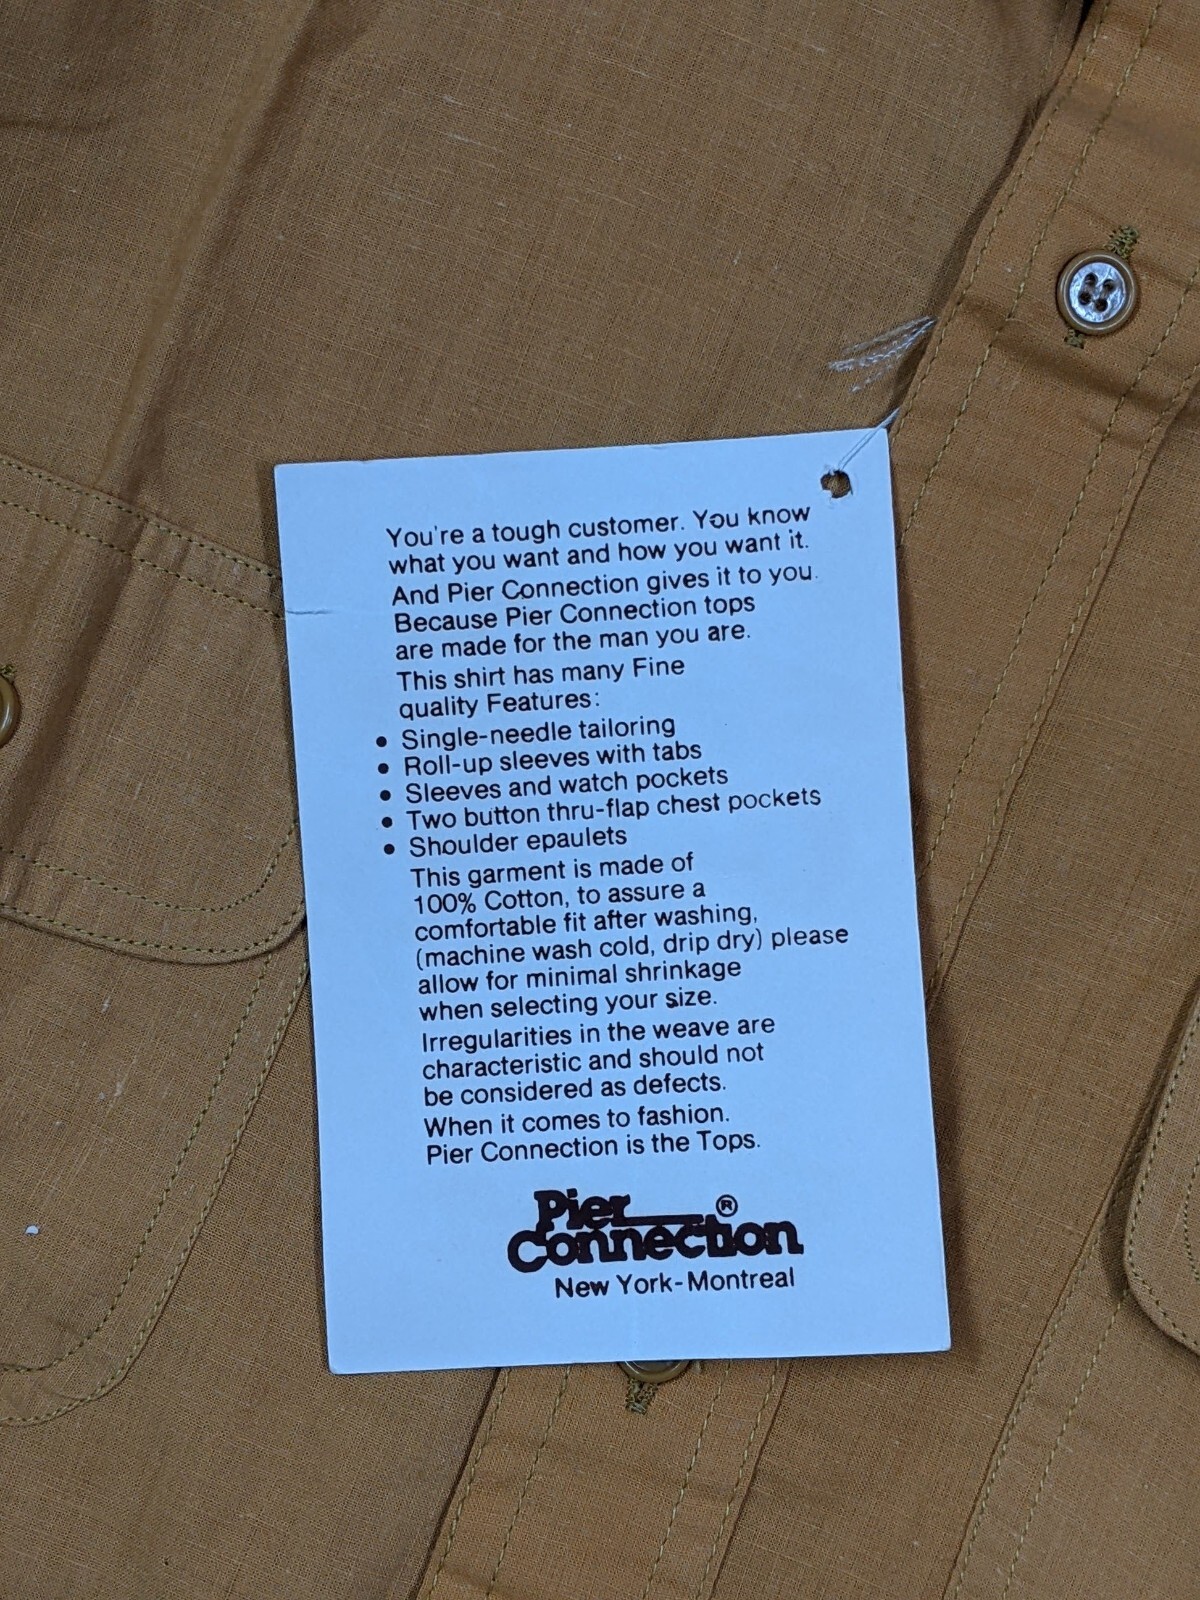 You're a tough customer. You know
what you want and how you want it.
And Pier Connection gives it to you.
Because Pier Connection tops
are made for the man you are.
This shirt has many Fine
quality Features:
• Single-needle tailoring
• Roll-up sleeves with tabs
• Sleeves and watch pockets
• Two button thru-flap chest pockets
• Shoulder epaulets
This garment is made of
100% Cotton, to assure a
comfortable fit after washing,
(machine wash cold, drip dry) please
allow for minimal shrinkage
when selecting your size.
Irregularities in the weave are
characteristic and should not
be considered as defects.
When it comes to fashion.
Pier Connection is the Tops.
Pier ®
Connection
New York-Montreal